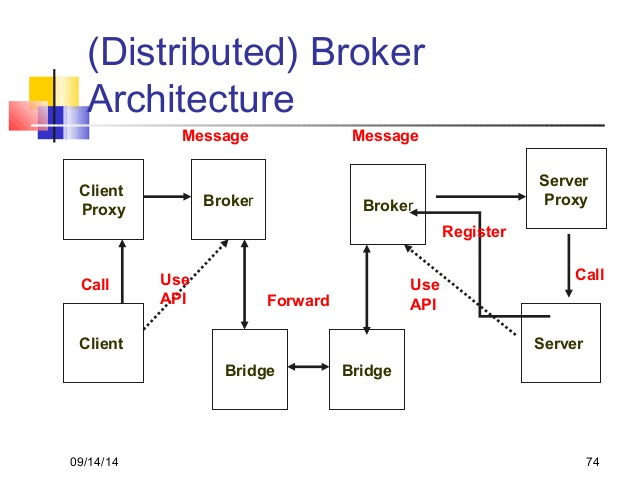 (Distributed) Broker
Architecture
Message
Message
Client
Proxy
Broker
Broker
Server
Proxy
Register
Call
Use
API
Forward
Use
API
Call
Client
Bridge
Bridge
Server
09/14/14
74